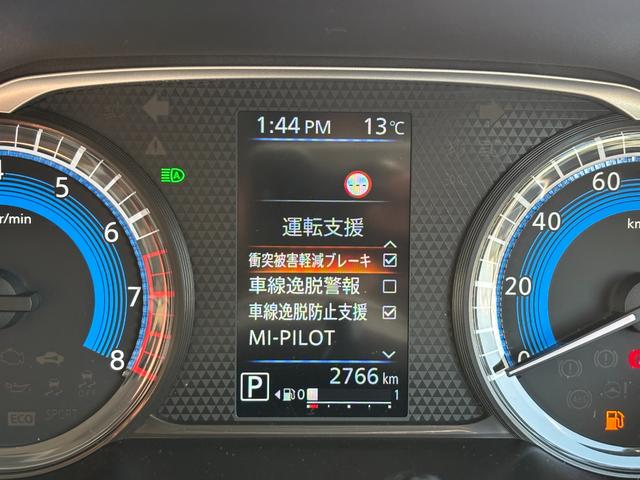 1:44 PM 13℃
運転支援
衝突被害軽減ブレーキ
車線逸脱警報
車線逸脱防止支援
MI-PILOT
P 2766 km
0 1
5
6
7
8
r/min
A
ECO
OFF
60
40
20
0
km